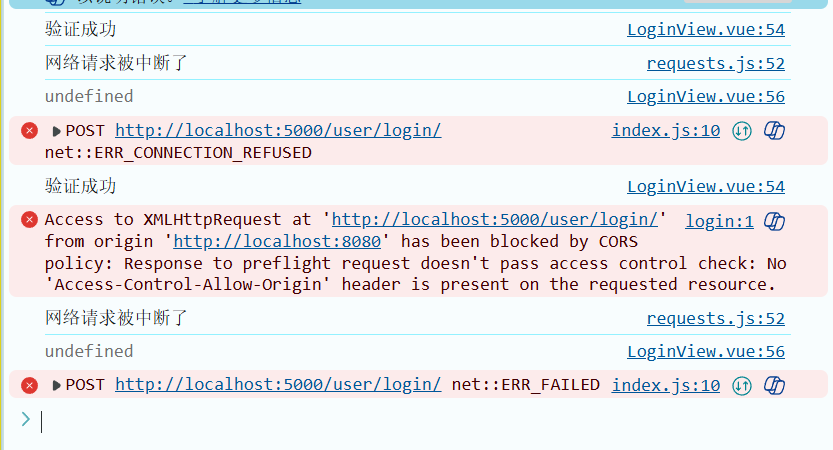 验证成功 LoginView.vue:54
网络请求被中断了 requests.js:52
undefined LoginView.vue:56
▶POST http://localhost:5000/user/login/ index.js:10
net::ERR_CONNECTION_REFUSED
验证成功 LoginView.vue:54
Access to XMLHttpRequest at 'http://localhost:5000/user/login/' login:1
from origin 'http://localhost:8080' has been blocked by CORS
policy: Response to preflight request doesn't pass access control check: No
'Access-Control-Allow-Origin' header is present on the requested resource.
网络请求被中断了 requests.js:52
undefined LoginView.vue:56
▶POST http://localhost:5000/user/login/ net::ERR_FAILED index.js:10